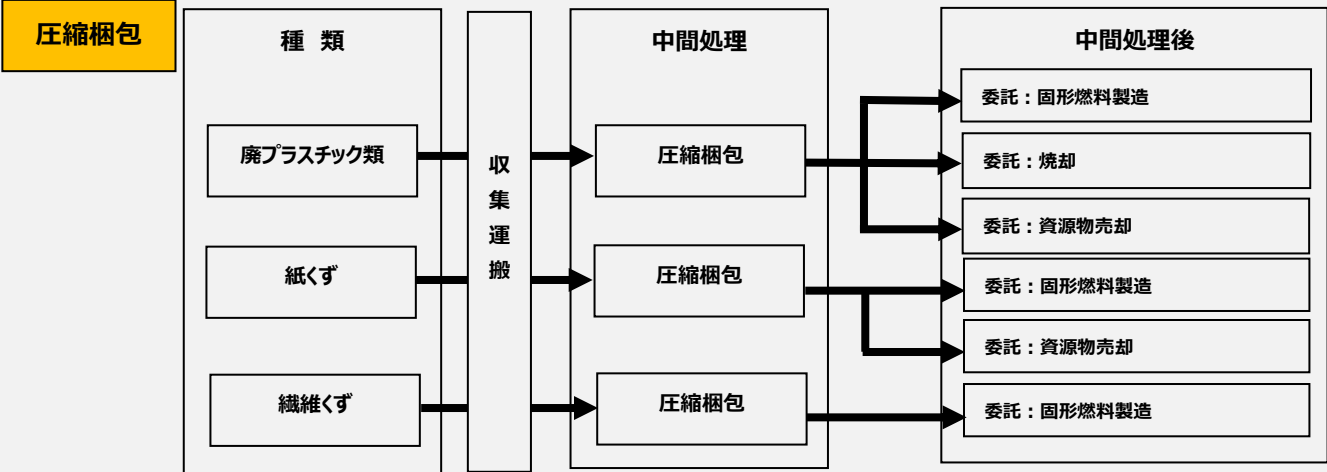 圧縮梱包
種 類
中間処理
中間処理後
収集運搬
廃プラスチック類
圧縮梱包
委託：固形燃料製造
委託：焼却
委託：資源物売却
紙くず
圧縮梱包
委託：固形燃料製造
委託：資源物売却
繊維くず
圧縮梱包
委託：固形燃料製造